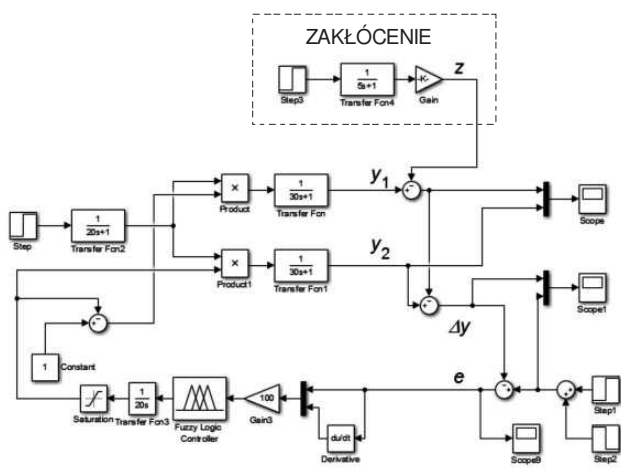 ZAKŁÓCENIE
z
1
5s+1
-K-
Step3
Transfer Fcn4
Gain
y1
×
Product
1
30s+1
Transfer Fcn
Scope
Step
1
20s+1
Transfer Fcn2
y2
×
Product1
1
30s+1
Transfer Fcn1
Δy
Scope1
1
Constant
e
Saturation
1
20s
Transfer Fcn3
Fuzzy Logic
Controller
100
Gain3
du/dt
Derivative
Scope9
Step1
Step2